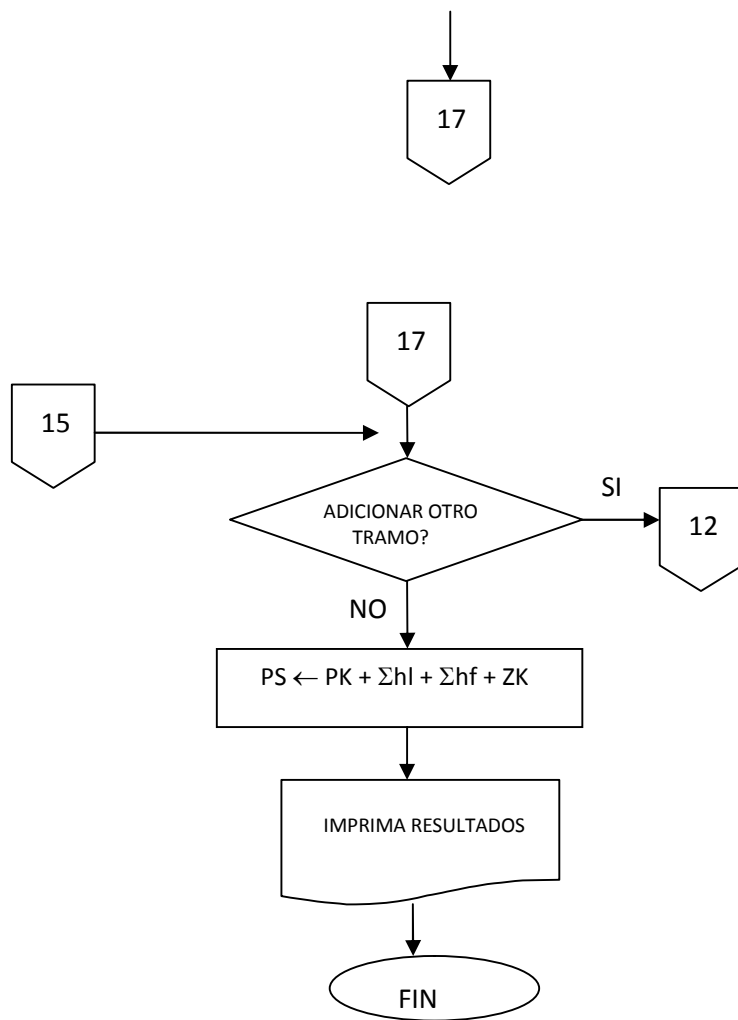 17
17
15
ADICIONAR OTRO
TRAMO?
SI
12
NO
PS ← PK + Σhl + Σhf + ZK
IMPRIMA RESULTADOS
FIN